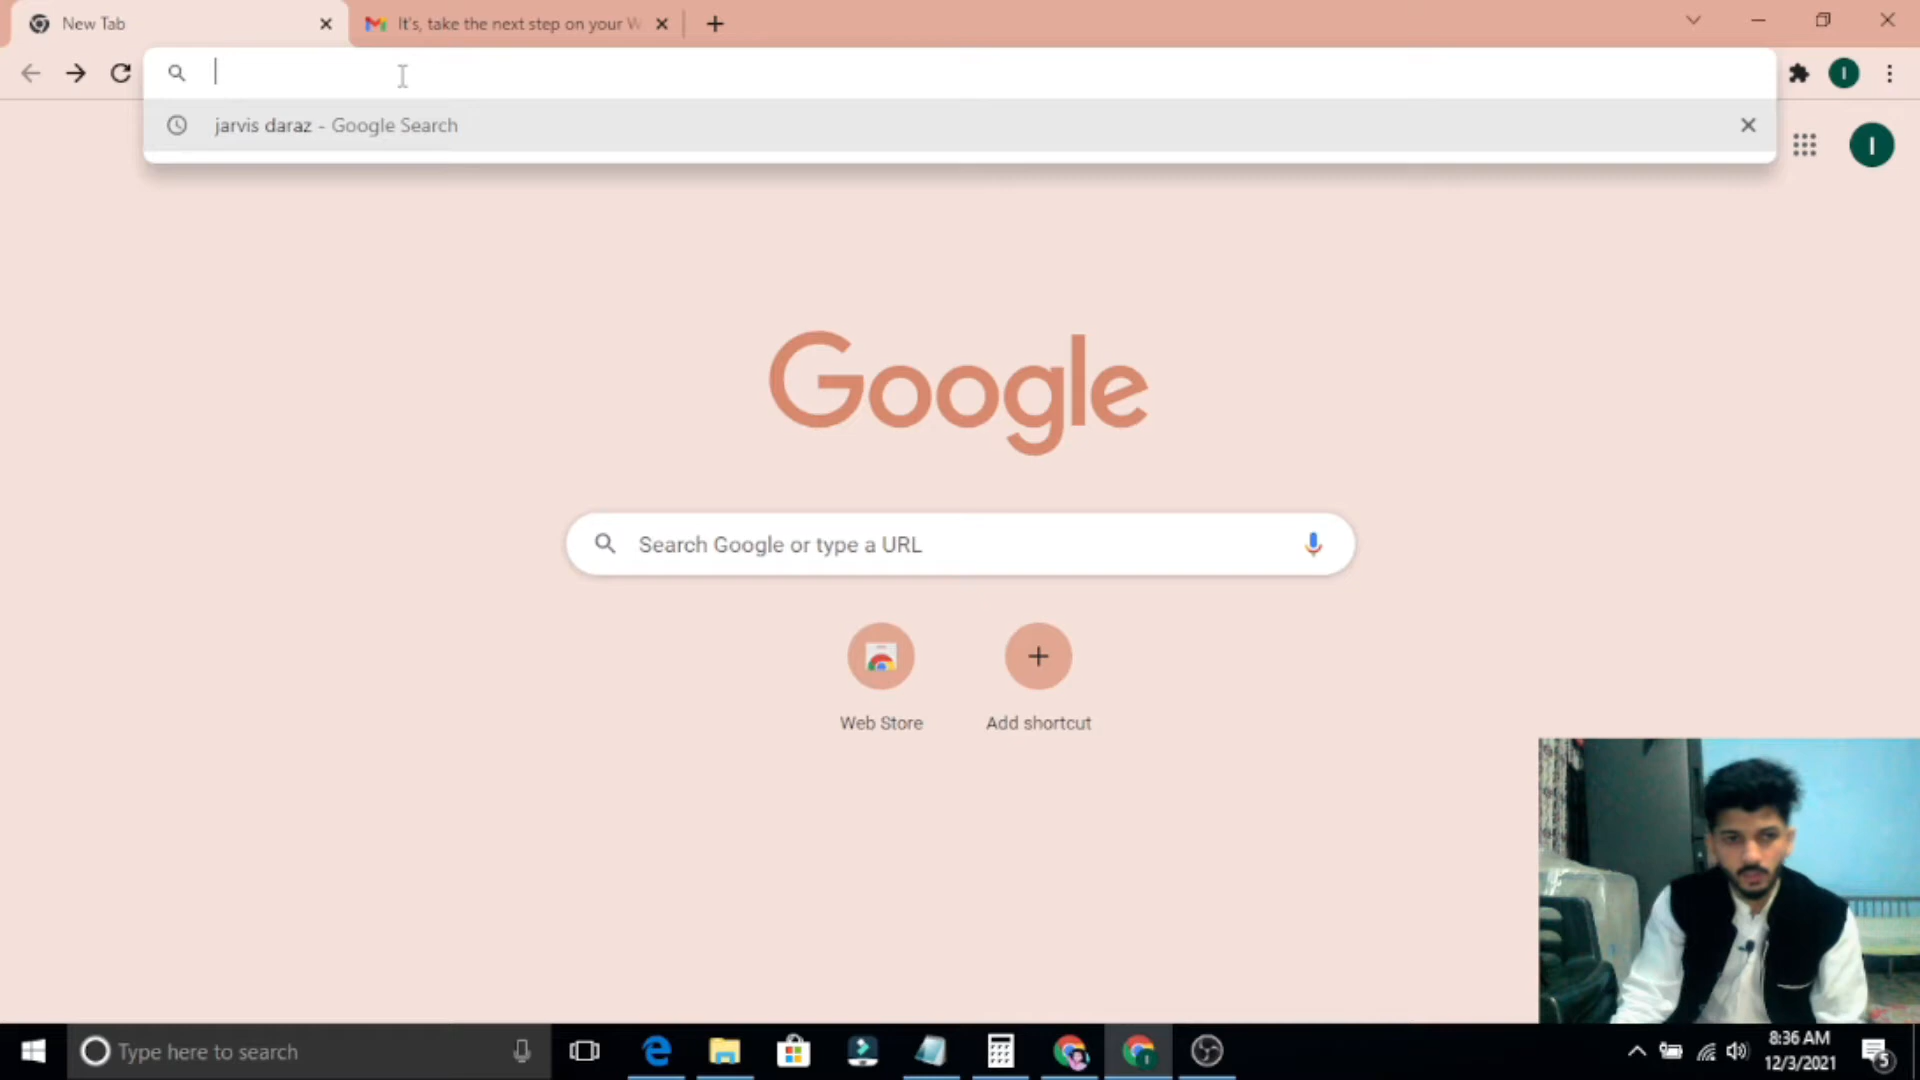 New Tab
It's, take the next step on your W
jarvis daraz - Google Search
I
I
Google
Search Google or type a URL
Web Store
Add shortcut
Type here to search
8:36 AM
12/3/2021
5